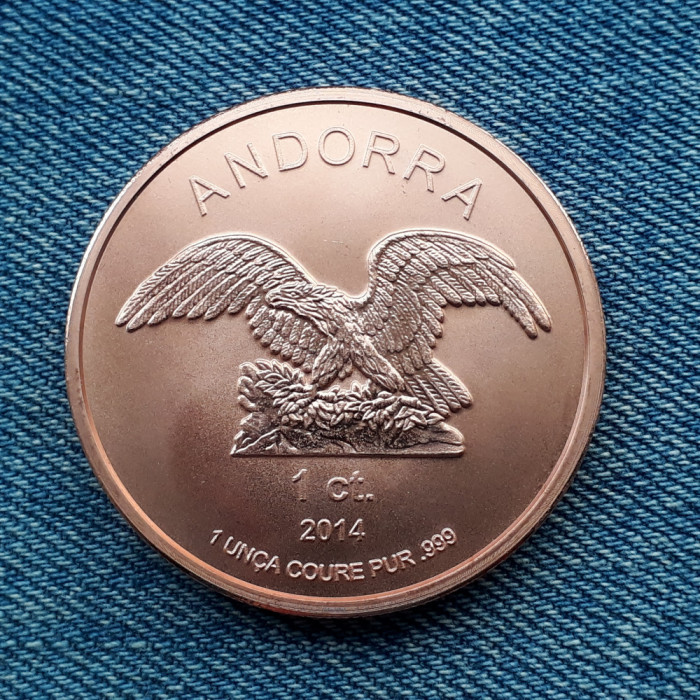 ANDORRA
1 ct.
2014
1 UNÇA COURE PUR .999